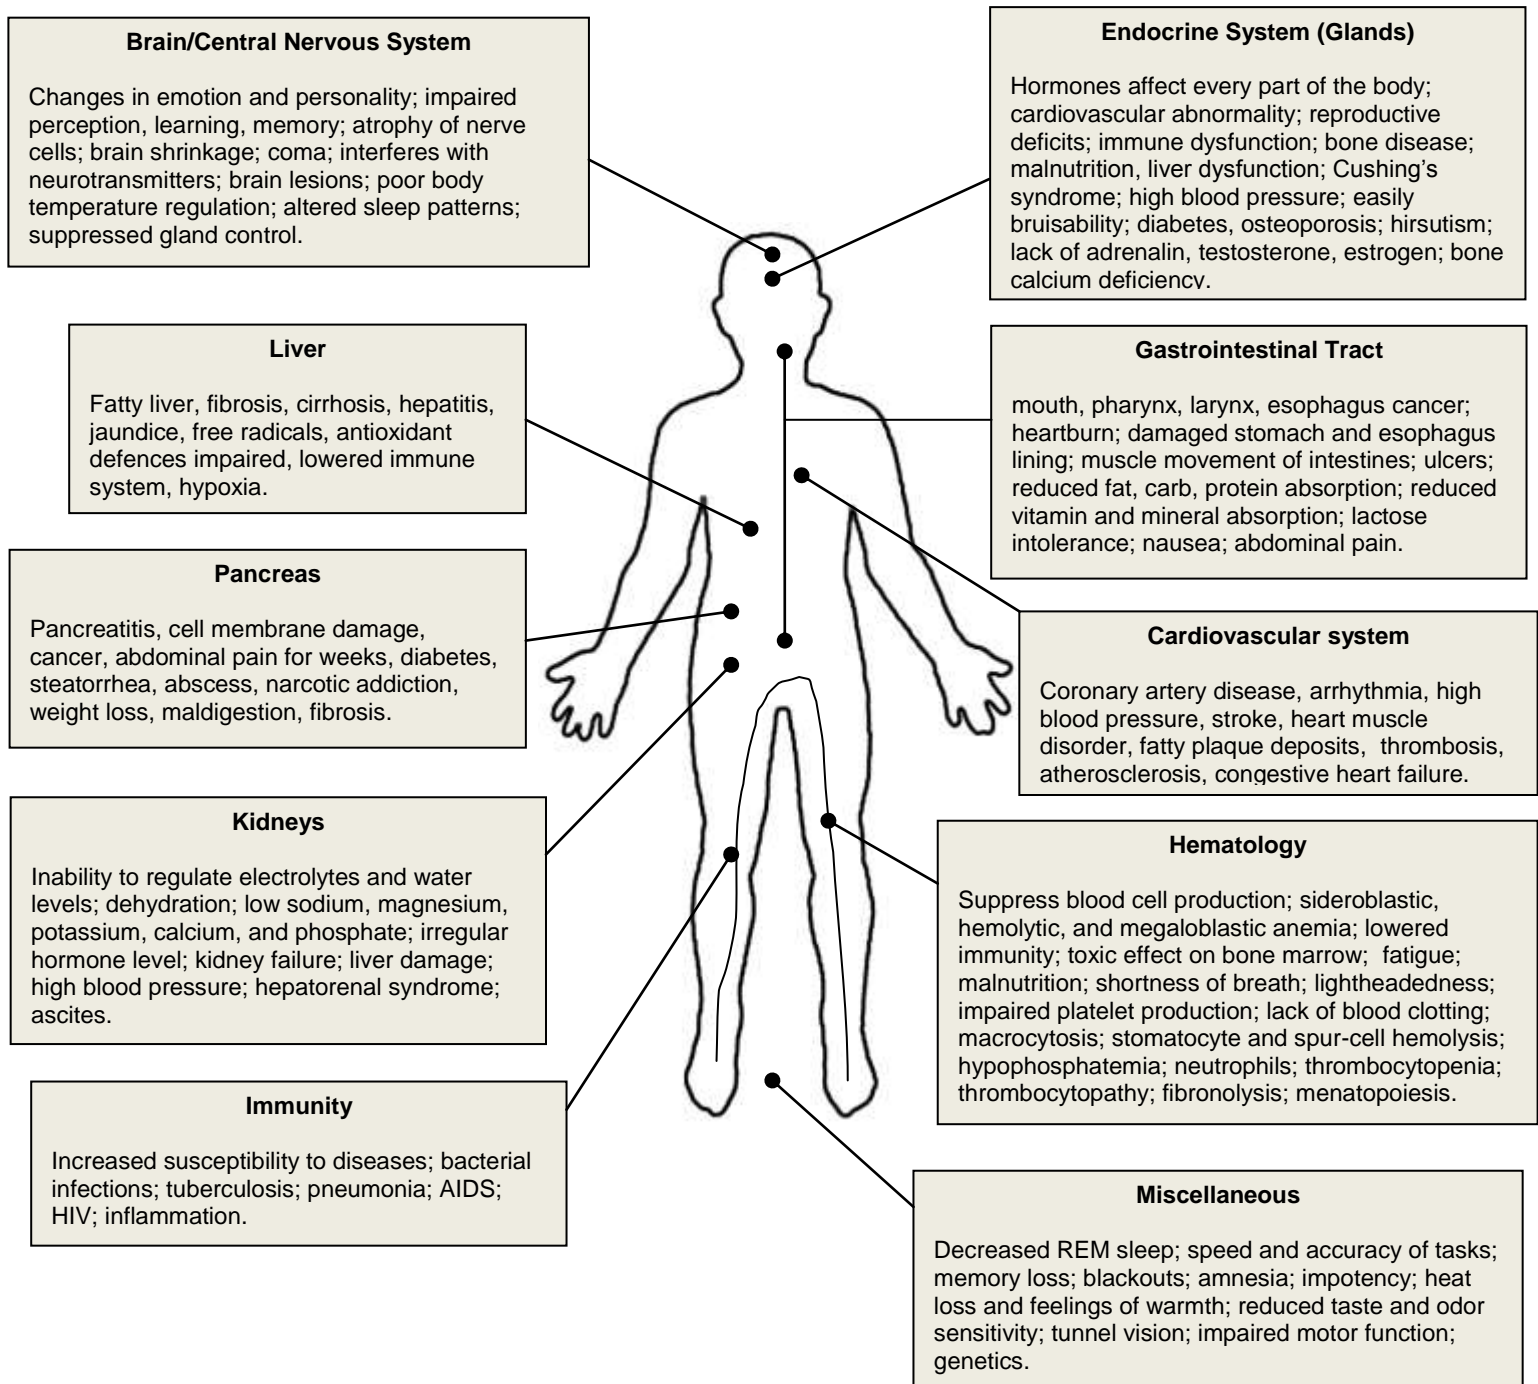 Brain/Central Nervous System
Changes in emotion and personality; impaired
perception, learning, memory; atrophy of nerve
cells; brain shrinkage; coma; interferes with
neurotransmitters; brain lesions; poor body
temperature regulation; altered sleep patterns;
suppressed gland control.
Endocrine System (Glands)
Hormones affect every part of the body;
cardiovascular abnormality; reproductive
deficits; immune dysfunction; bone disease;
malnutrition, liver dysfunction; Cushing's
syndrome; high blood pressure; easily
bruisability; diabetes, osteoporosis; hirsutism;
lack of adrenalin, testosterone, estrogen; bone
calcium deficiency.
Liver
Fatty liver, fibrosis, cirrhosis, hepatitis,
jaundice, free radicals, antioxidant
defences impaired, lowered immune
system, hypoxia.
Gastrointestinal Tract
mouth, pharynx, larynx, esophagus cancer;
heartburn; damaged stomach and esophagus
lining; muscle movement of intestines; ulcers;
reduced fat, carb, protein absorption; reduced
vitamin and mineral absorption; lactose
intolerance; nausea; abdominal pain.
Pancreas
Pancreatitis, cell membrane damage,
cancer, abdominal pain for weeks, diabetes,
steatorrhea, abscess, narcotic addiction,
weight loss, maldigestion, fibrosis.
Cardiovascular system
Coronary artery disease, arrhythmia, high
blood pressure, stroke, heart muscle
disorder, fatty plaque deposits, thrombosis,
atherosclerosis, congestive heart failure.
Kidneys
Inability to regulate electrolytes and water
levels; dehydration; low sodium, magnesium,
potassium, calcium, and phosphate; irregular
hormone level; kidney failure; liver damage;
high blood pressure; hepatorenal syndrome;
ascites.
Hematology
Suppress blood cell production; sideroblastic,
hemolytic, and megaloblastic anemia; lowered
immunity; toxic effect on bone marrow; fatigue;
malnutrition; shortness of breath; lightheadedness;
impaired platelet production; lack of blood clotting;
macrocytosis; stomatocyte and spur-cell hemolysis;
hypophosphatemia; neutrophils; thrombocytopenia;
thrombocytopathy; fibronolysis; menatopoiesis.
Immunity
Increased susceptibility to diseases; bacterial
infections; tuberculosis; pneumonia; AIDS;
HIV; inflammation.
Miscellaneous
Decreased REM sleep; speed and accuracy of tasks;
memory loss; blackouts; amnesia; impotency; heat
loss and feelings of warmth; reduced taste and odor
sensitivity; tunnel vision; impaired motor function;
genetics.